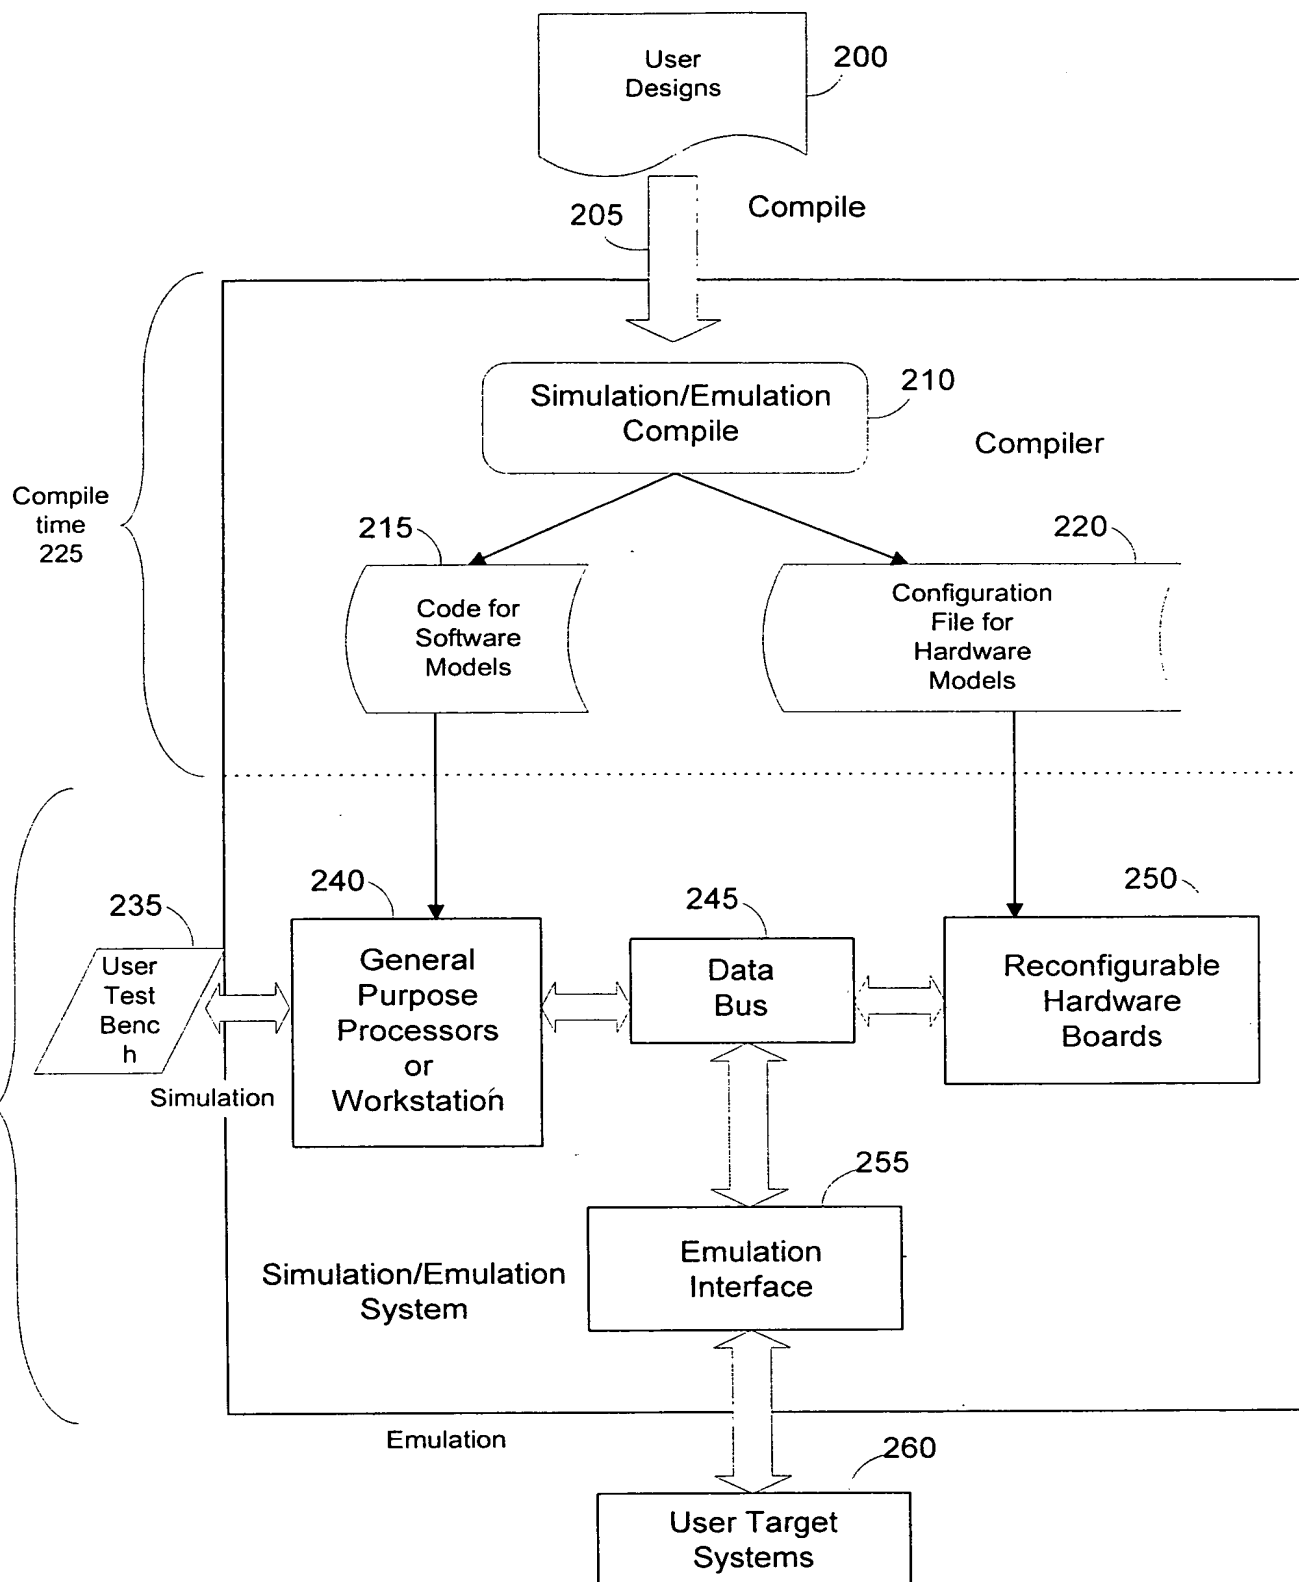 User
Designs
200
205
Compile
Simulation/Emulation
Compile
210
Compiler
Compile
time
225
215
220
Code for
Software
Models
Configuration
File for
Hardware
Models
235
240
245
250
User
Test
Benc
h
General
Purpose
Processors
or
Workstation
Data
Bus
Reconfigurable
Hardware
Boards
Simulation
255
Emulation
Interface
Simulation/Emulation
System
Emulation
260
User Target
Systems